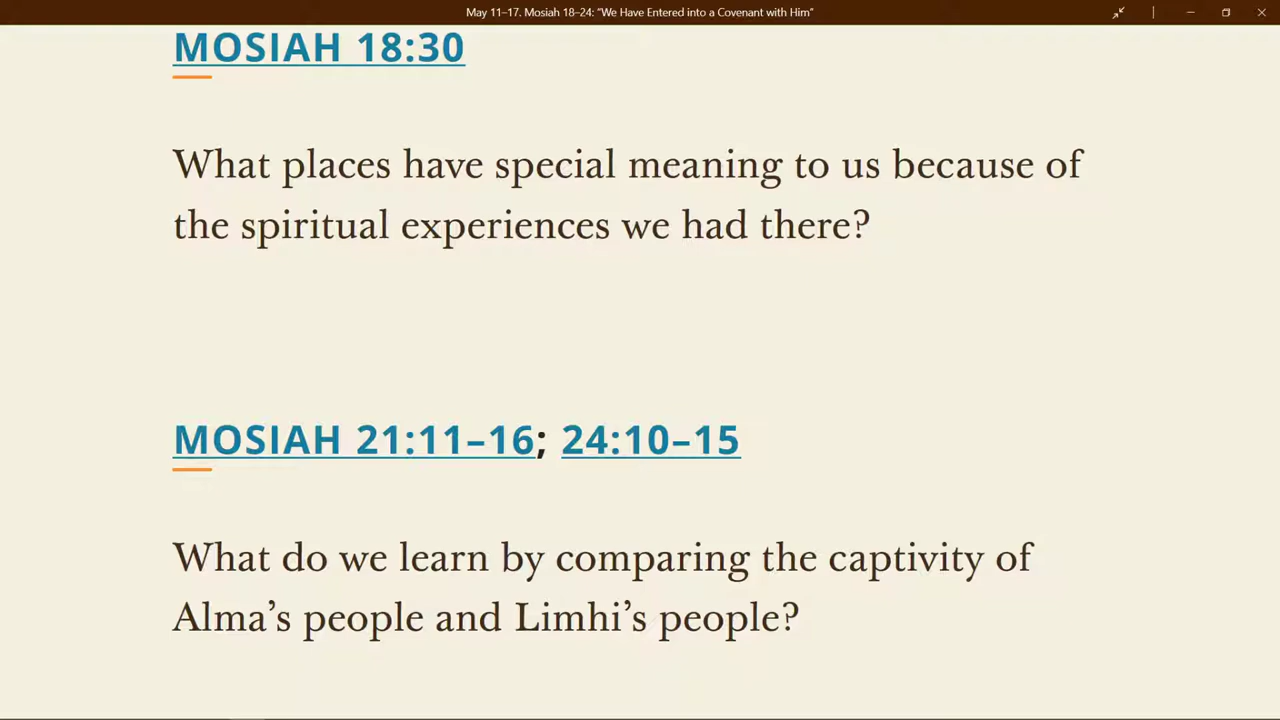 May 11–17. Mosiah 18–24: “We Have Entered into a Covenant with Him”
MOSIAH 18:30
What places have special meaning to us because of
the spiritual experiences we had there?
MOSIAH 21:11–16; 24:10–15
What do we learn by comparing the captivity of
Alma’s people and Limhi’s people?